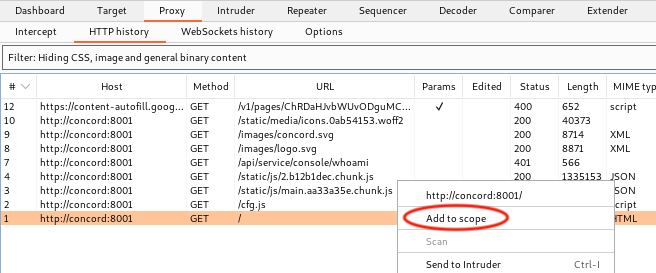 Dashboard Target Proxy Intruder Repeater Sequencer Decoder Comparer Extender
Intercept HTTP history WebSockets history Options
Filter: Hiding CSS, image and general binary content
# Host Method URL Params Edited Status Length MIME typ
12 https://content-autofill.goog... GET /v1/pages/ChRDaHJvbWUvODguMC... ✓ 400 652 script
10 http://concord:8001 GET /static/media/icons.0ab54153.woff2 200 40373
9 http://concord:8001 GET /images/concord.svg 200 8714 XML
8 http://concord:8001 GET /images/logo.svg 200 8871 XML
7 http://concord:8001 GET /api/service/console/whoami 401 566
4 http://concord:8001 GET /static/js/2.b12b1dec.chunk.js 200 1335153 JSON
3 http://concord:8001 GET /static/js/main.aa33a35e.chunk.js JSON
2 http://concord:8001 GET /cfg.js script
1 http://concord:8001 GET / HTML
http://concord:8001/
Add to scope
Scan
Send to Intruder Ctrl-I